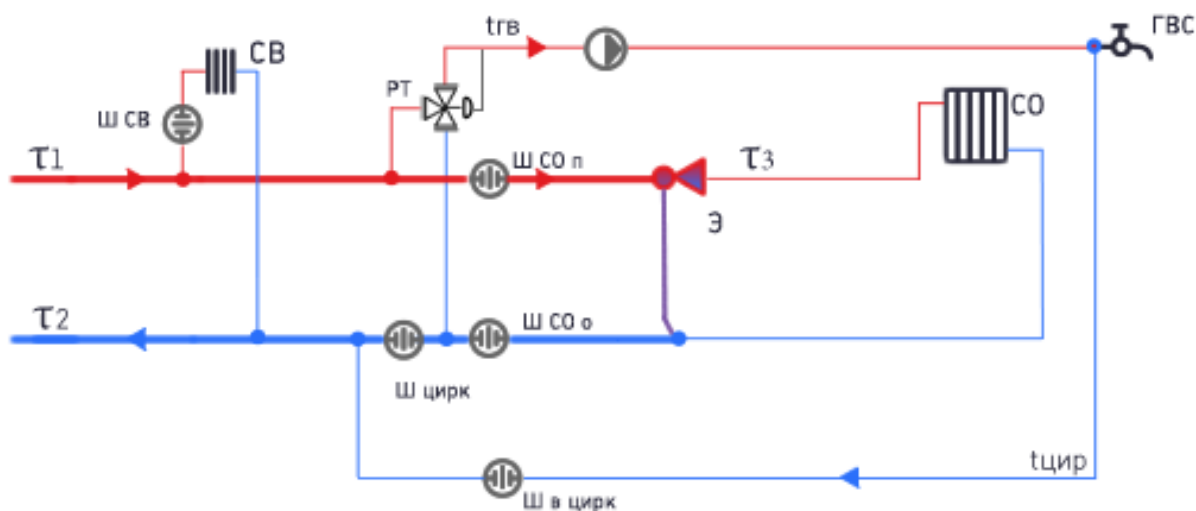 tгв
ГВС
СВ
РТ
СО
Ш СВ
τ1
Ш СО п
τ3
Э
τ2
Ш СО о
Ш цирк
tцир
Ш в цирк